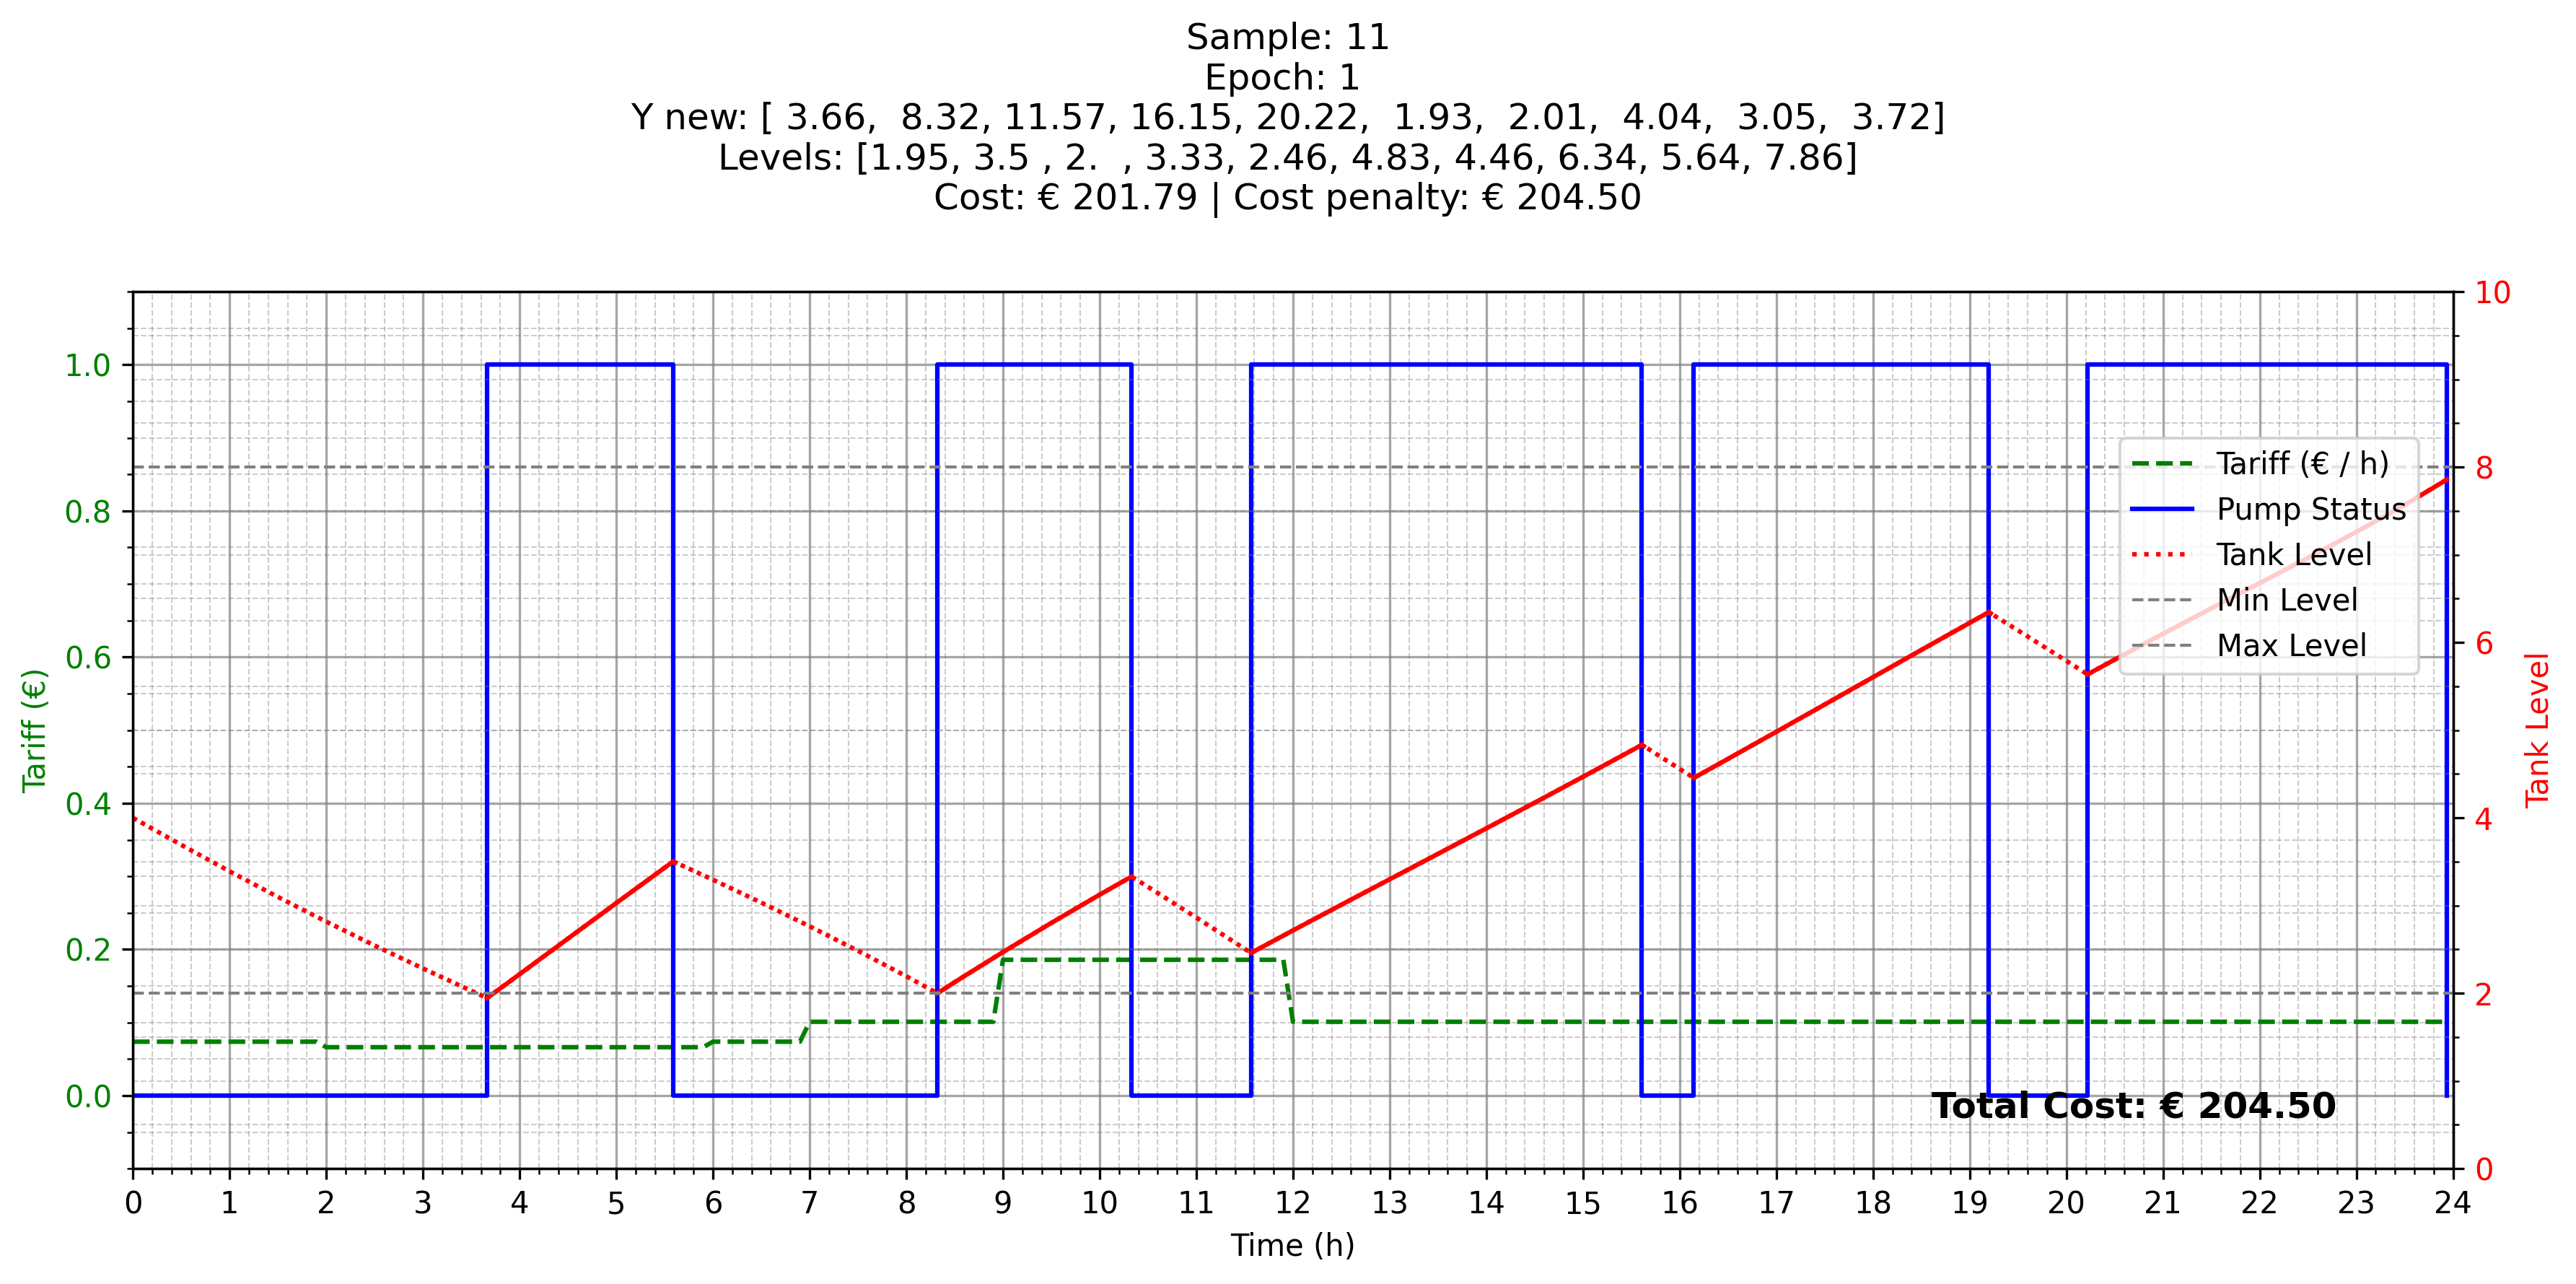 Sample: 11
Epoch: 1
Y new: [ 3.66,  8.32, 11.57, 16.15, 20.22,  1.93,  2.01,  4.04,  3.05,  3.72]
Levels: [1.95, 3.5 , 2.  , 3.33, 2.46, 4.83, 4.46, 6.34, 5.64, 7.86]
Cost: € 201.79 | Cost penalty: € 204.50
1.0
0.8
0.6
0.4
0.2
0.0
Tariff (€)
10
8
6
4
2
0
Tank Level
Tariff (€ / h)
Pump Status
Tank Level
Min Level
Max Level
Total Cost: € 204.50
0 1 2 3 4 5 6 7 8 9 10 11 12 13 14 15 16 17 18 19 20 21 22 23 24
Time (h)